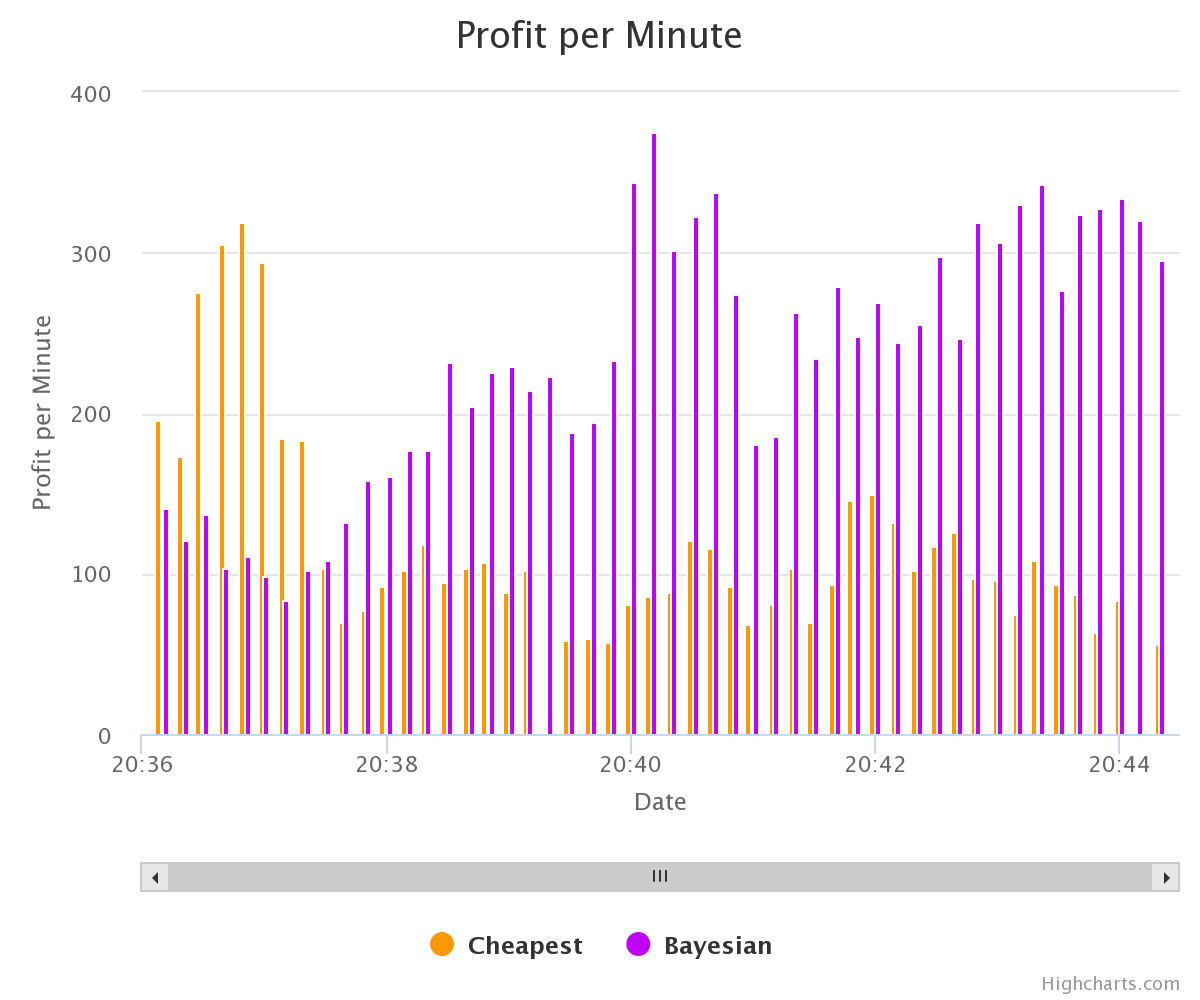 Profit per Minute
400
300
200
100
0
Profit per Minute
20:36 20:38 20:40 20:42 20:44
Date
Cheapest Bayesian
Highcharts.com